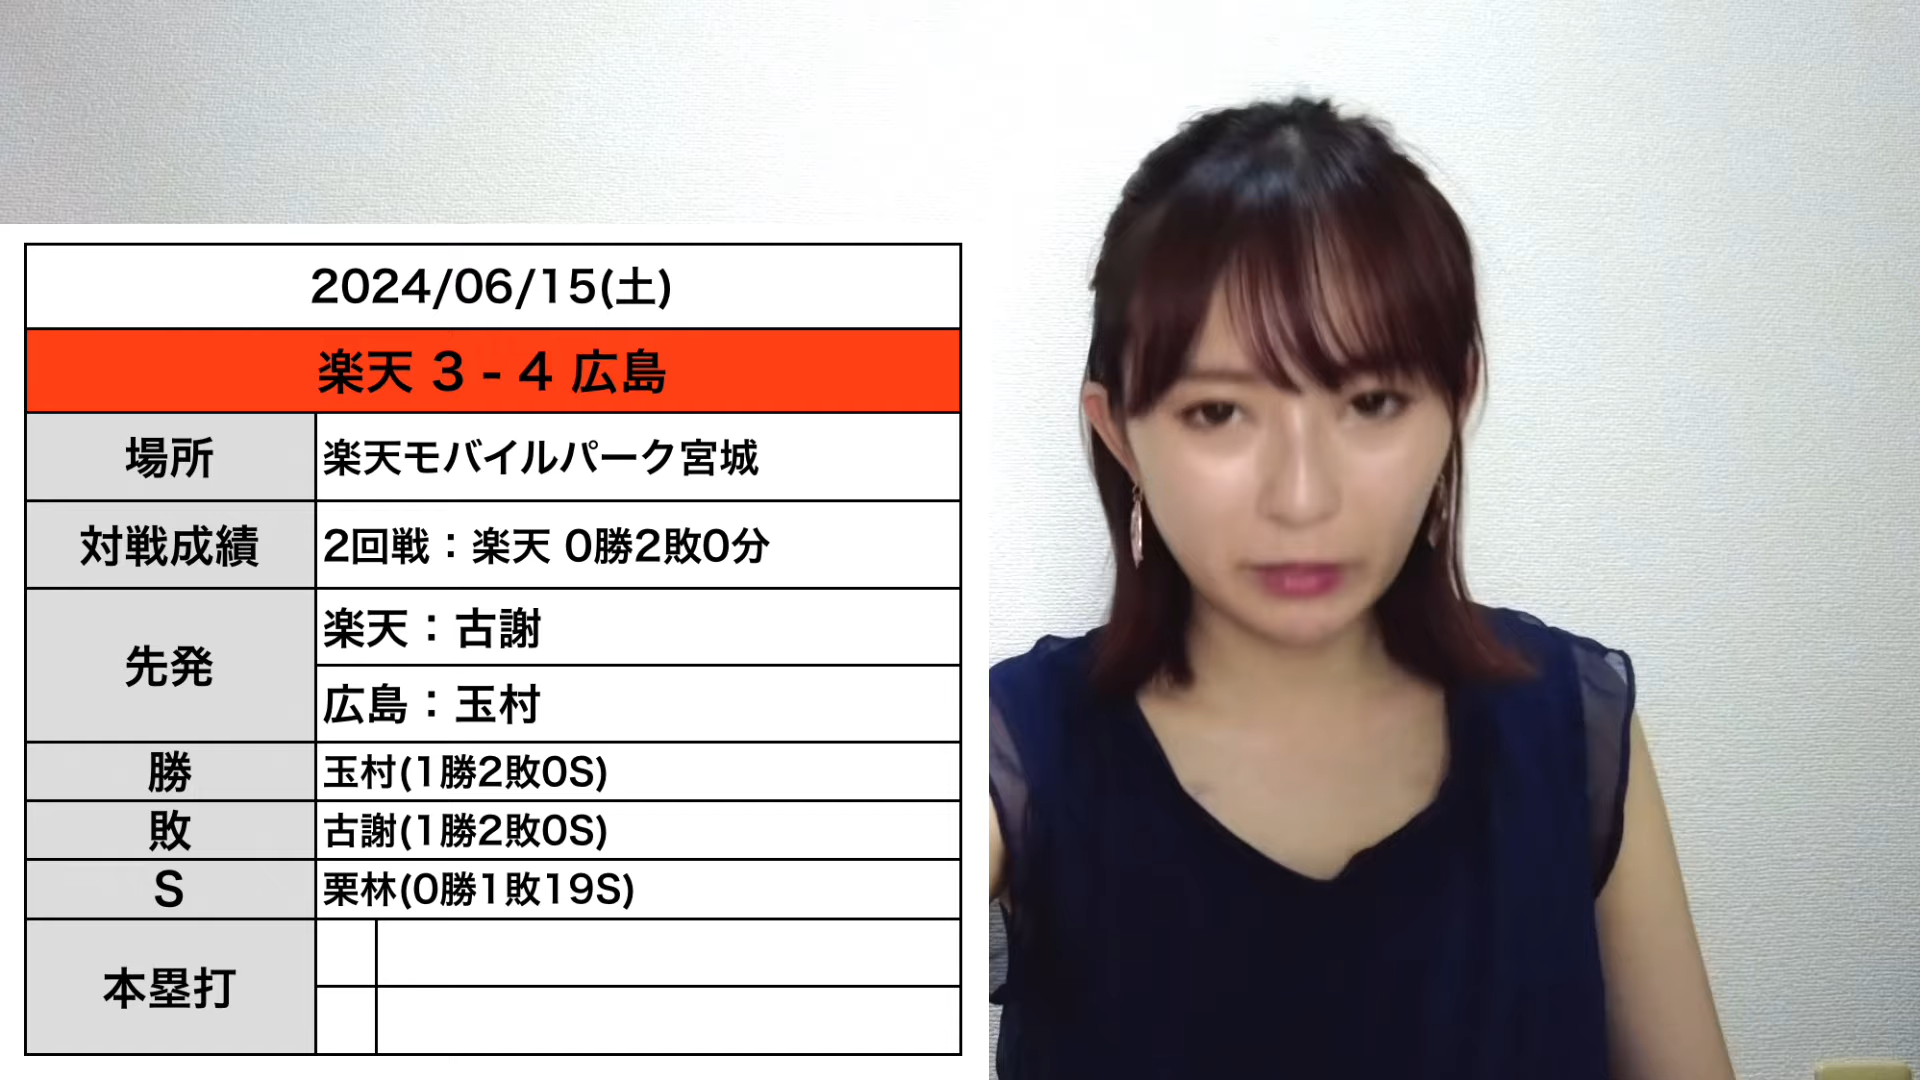 2024/06/15(土)
楽天 3 - 4 広島
場所
楽天モバイルパーク宮城
対戦成績
2回戦：楽天 0勝2敗0分
先発
楽天：古謝
広島：玉村
勝
玉村(1勝2敗0S)
敗
古謝(1勝2敗0S)
S
栗林(0勝1敗19S)
本塁打